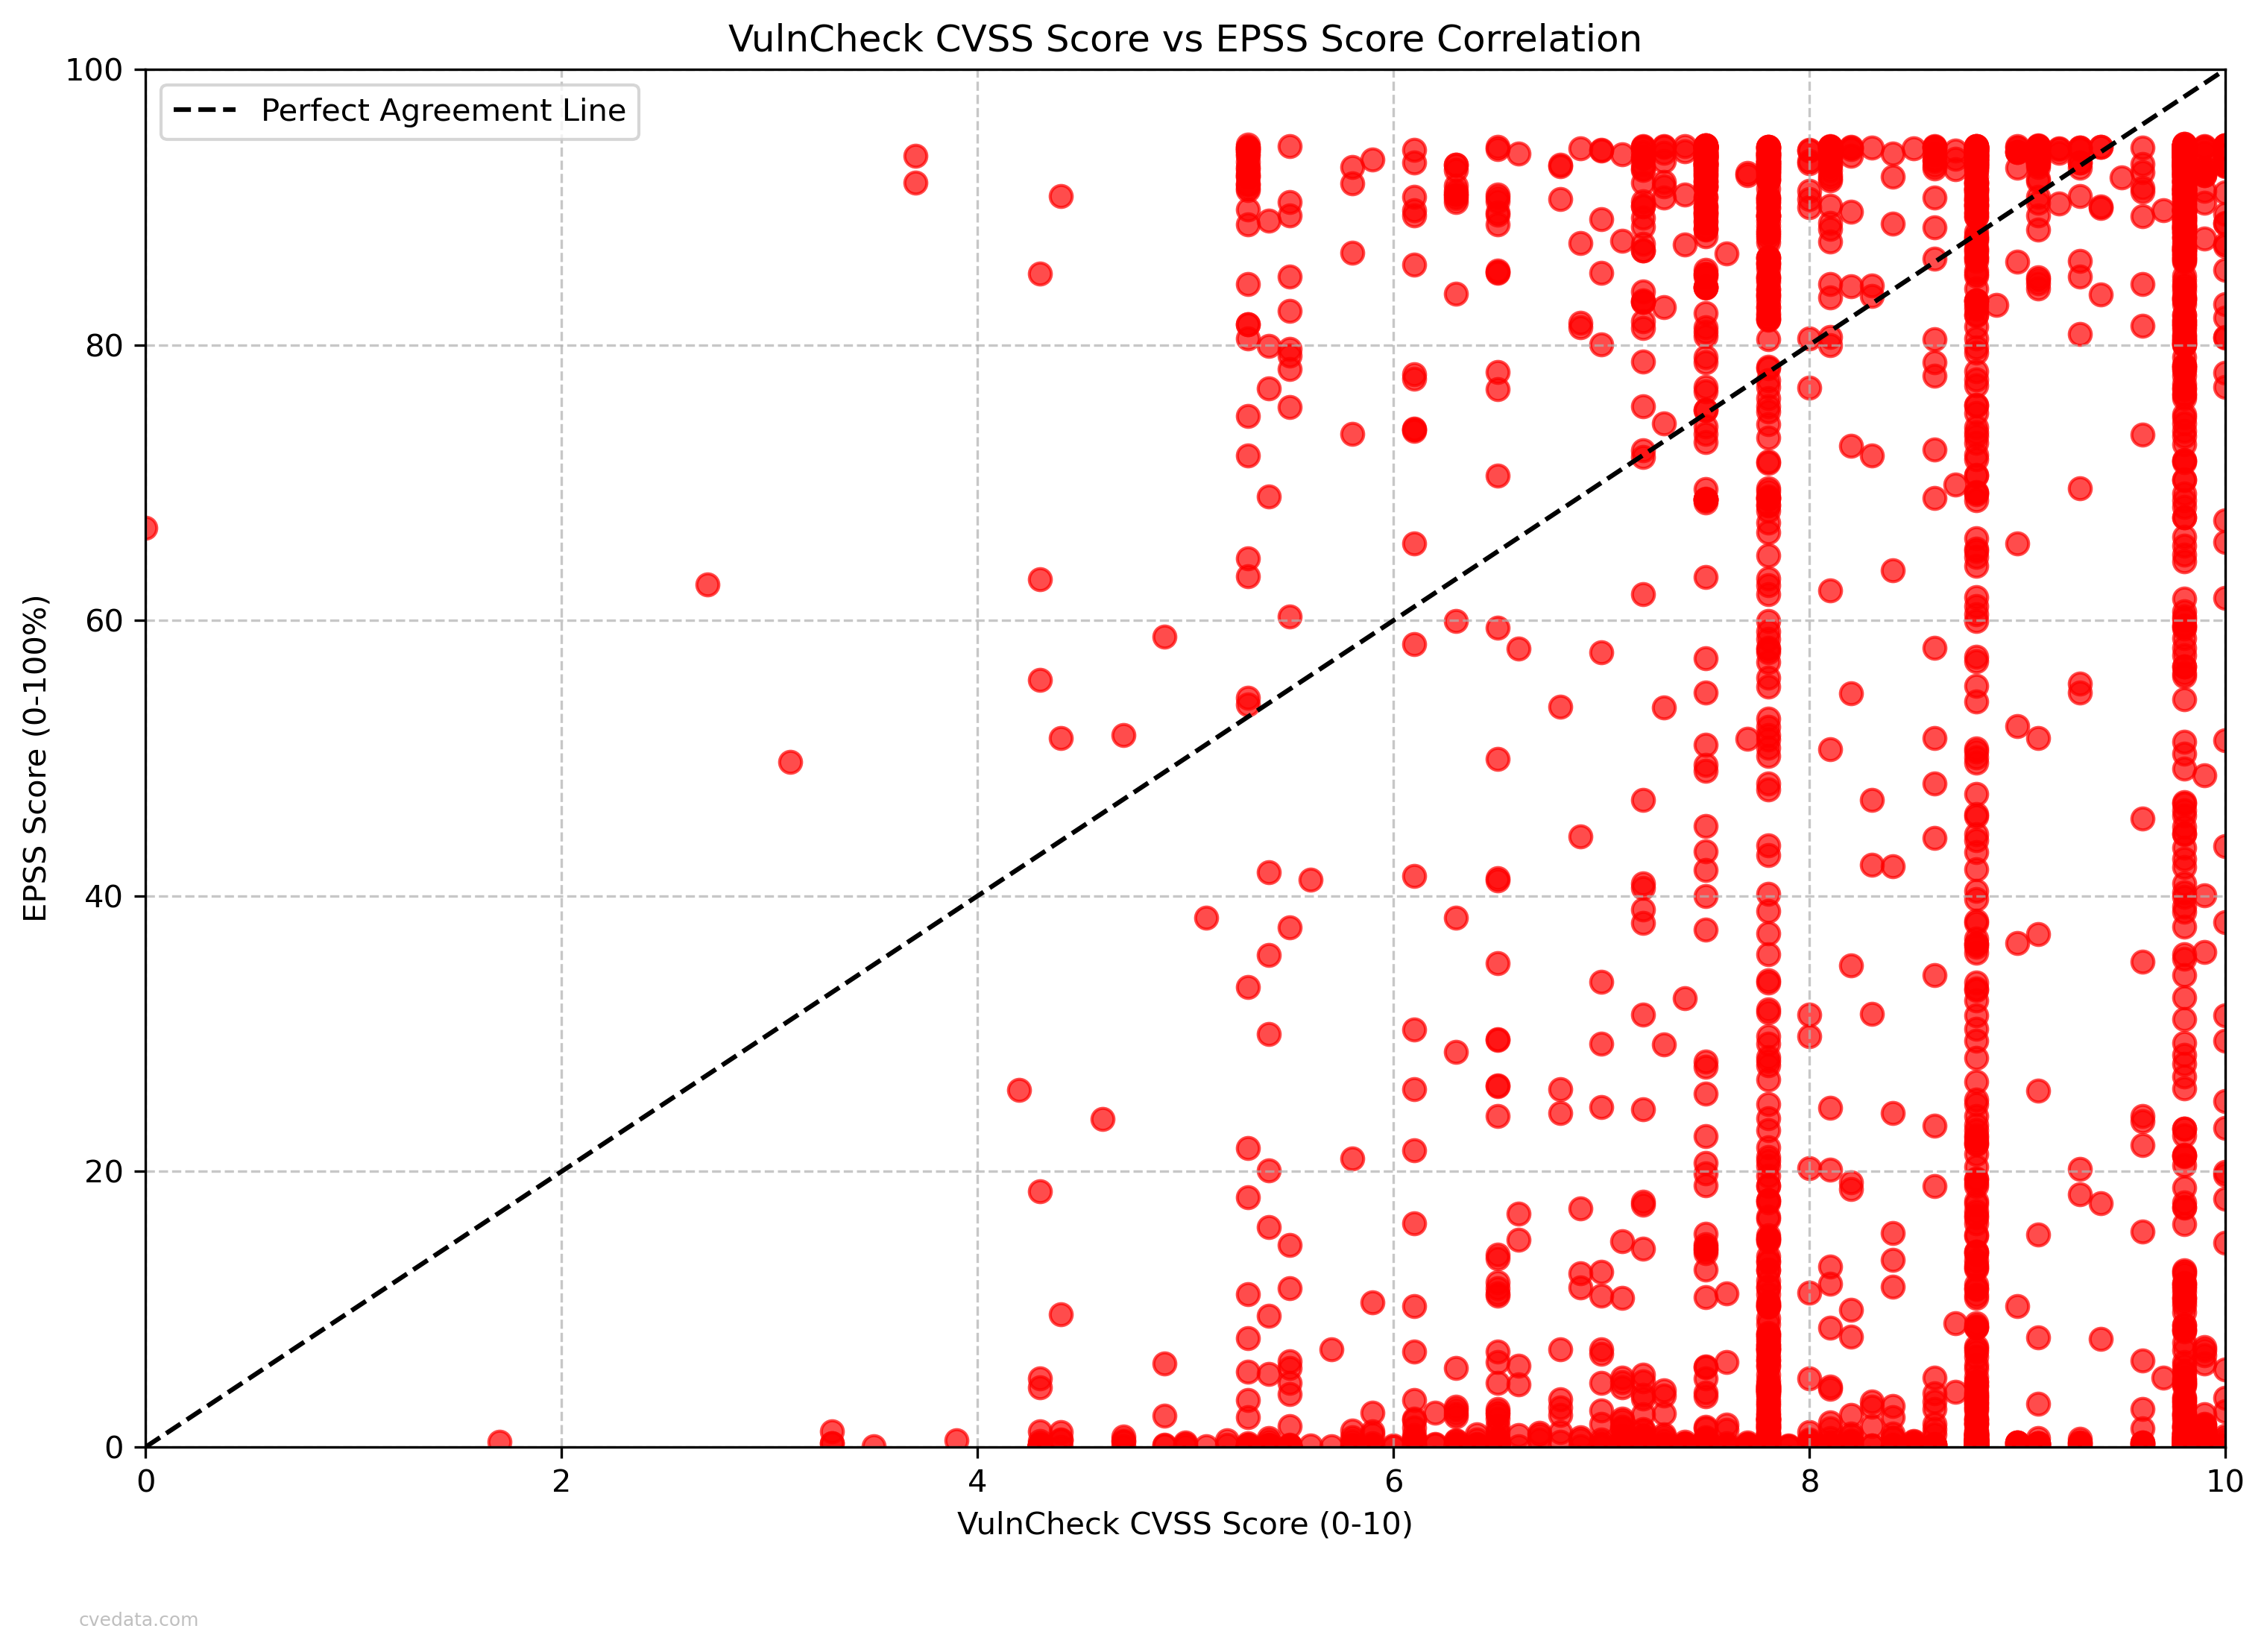 VulnCheck CVSS Score vs EPSS Score Correlation
Perfect Agreement Line
100
80
60
40
20
0
EPSS Score (0-100%)
0 2 4 6 8 10
VulnCheck CVSS Score (0-10)
cvedata.com